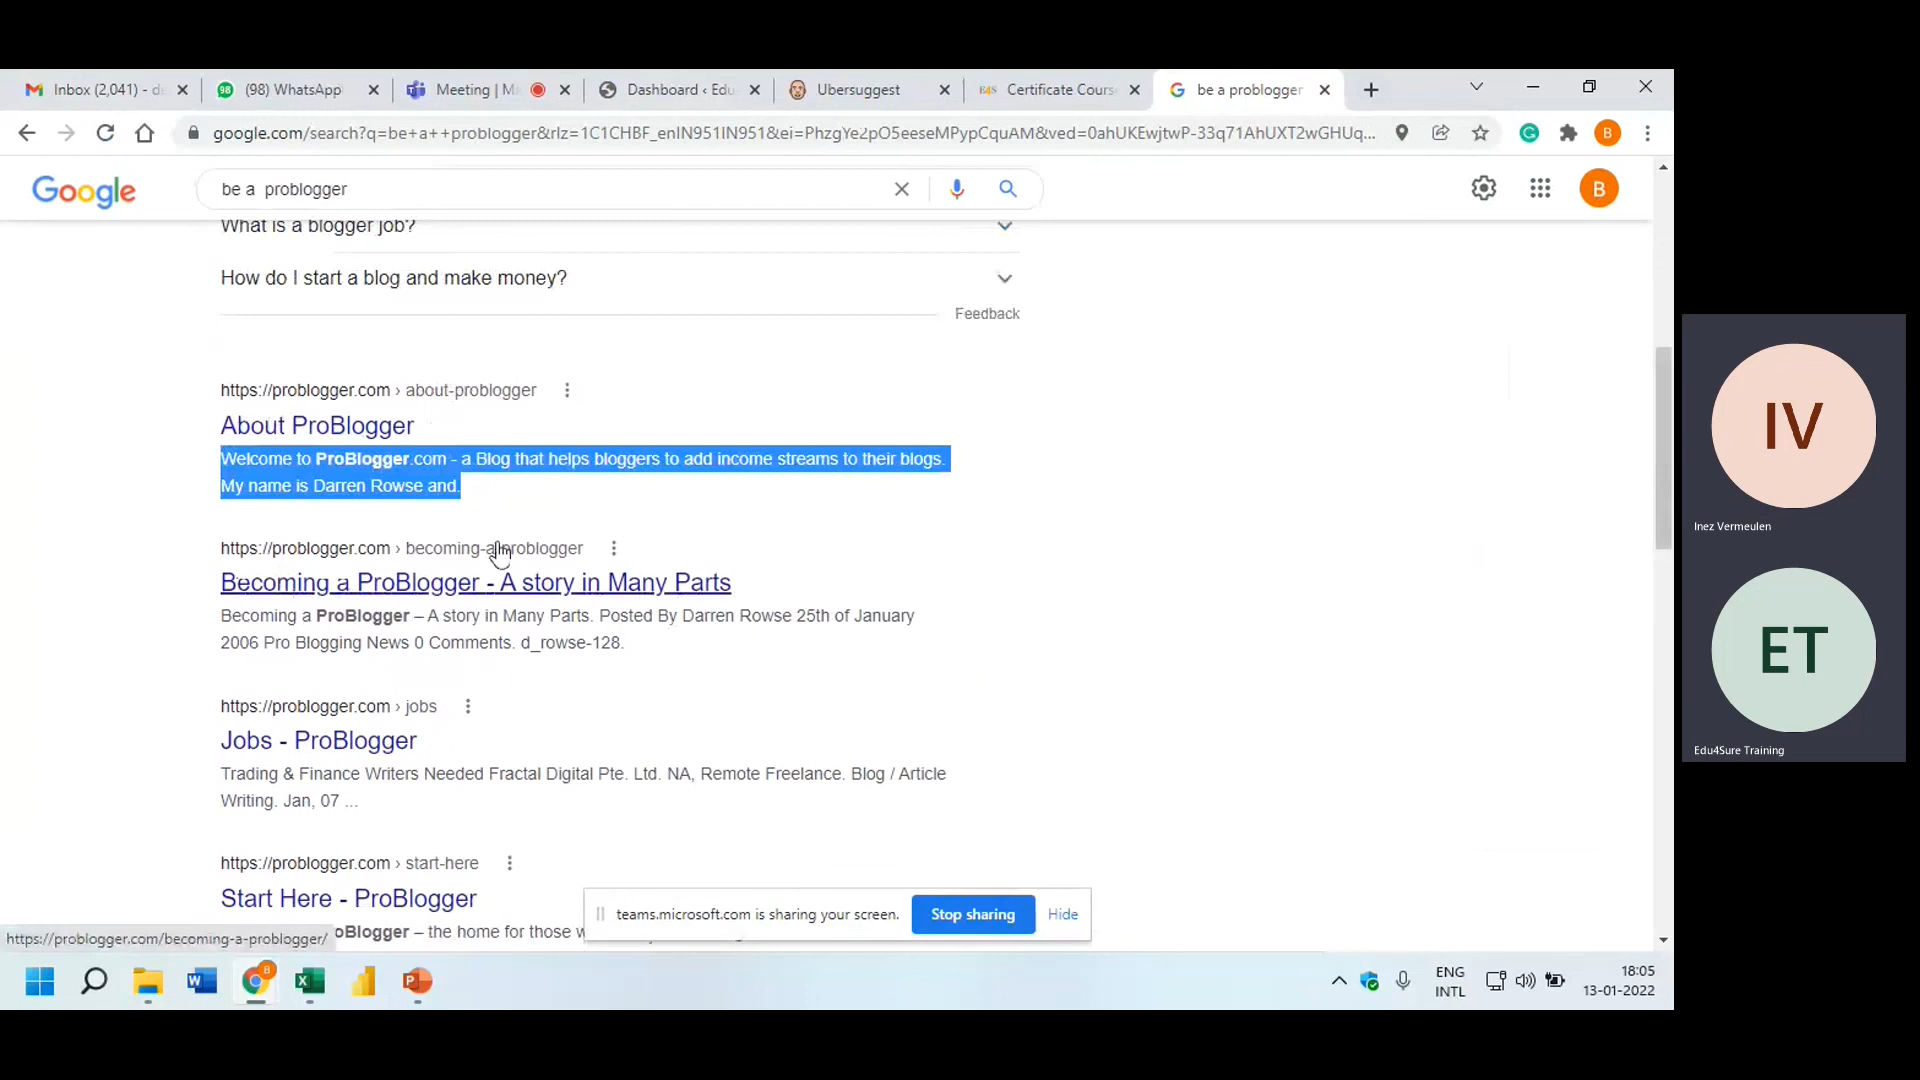 Inbox (2,041) - d
(98) WhatsApp
Meeting | M
Dashboard ‹ Edu
Ubersuggest
E4S
Certificate Cours
G
be a problogger
google.com/search?q=be+a++problogger&rlz=1C1CHBF_enIN951IN951&ei=PhzgYe2pO5eeseMPypCquAM&ved=0ahUKEwjtwP-33q71AhUXT2wGHUq...
B
Google
be a  problogger
B
What is a blogger job?
How do I start a blog and make money?
Feedback
https://problogger.com › about-problogger
About ProBlogger
Welcome to ProBlogger.com - a Blog that helps bloggers to add income streams to their blogs.
My name is Darren Rowse and.
https://problogger.com › becoming-a-problogger
Becoming a ProBlogger - A story in Many Parts
Becoming a ProBlogger – A story in Many Parts. Posted By Darren Rowse 25th of January
2006 Pro Blogging News 0 Comments. d_rowse-128.
https://problogger.com › jobs
Jobs - ProBlogger
Trading & Finance Writers Needed Fractal Digital Pte. Ltd. NA, Remote Freelance. Blog / Article
Writing. Jan, 07 ...
https://problogger.com › start-here
Start Here - ProBlogger
oBlogger – the home for those w
teams.microsoft.com is sharing your screen.
Stop sharing
Hide
https://problogger.com/becoming-a-problogger/
ENG
INTL
18:05
13-01-2022
IV
Inez Vermeulen
ET
Edu4Sure Training